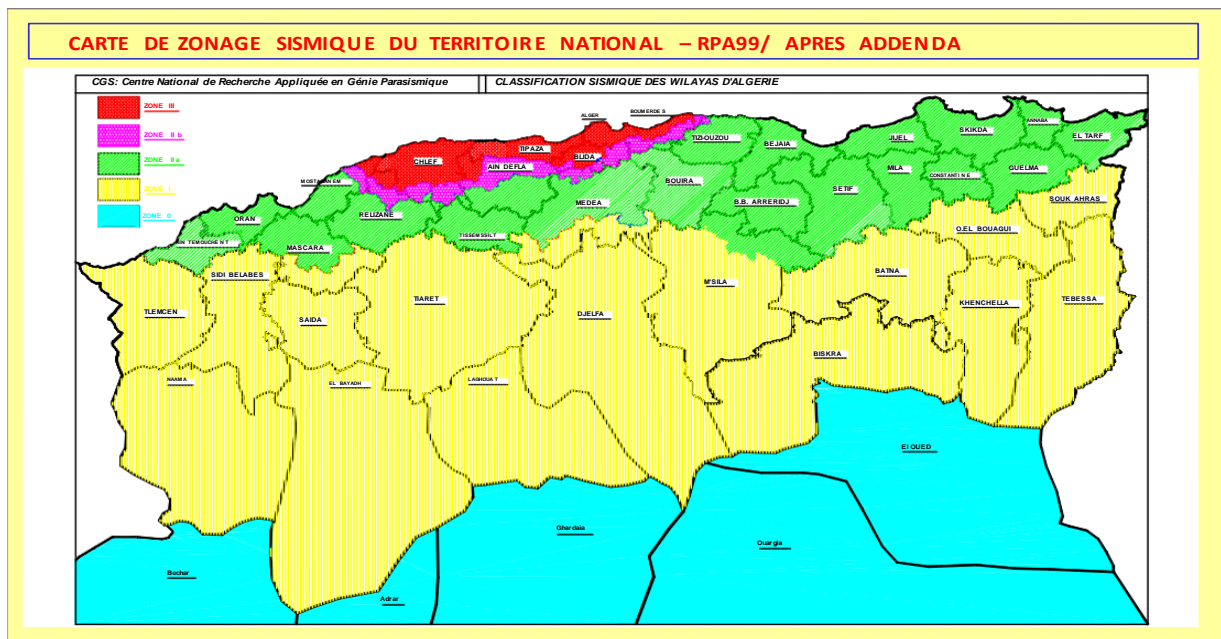 CARTE DE ZONAGE SISMIQUE DU TERRITOIRE NATIONAL – RPA99/ APRES ADDENDA
CGS: Centre National de Recherche Appliquée en Génie Parasismique
CLASSIFICATION SISMIQUE DES WILAYAS D'ALGERIE
ZONE III
ZONE II b
ZONE II a
ZONE I
ZONE 0
BOUMERDES
ALGER
TIPAZA
BLIDA
CHLEF
AIN DEFLA
TIZI-OUZOU
BEJAIA
JIJEL
SKIKDA
ANNABA
EL TARF
MOSTAGANEM
BOUIRA
MILA
CONSTANTINE
GUELMA
SETIF
ORAN
RELIZANE
MEDEA
B.B. ARRERIDJ
SOUK AHRAS
AIN TEMOUCHENT
MASCARA
TISSEMSSILT
O.EL BOUAGUI
SIDI BELABES
TIARET
M'SILA
BATNA
TLEMCEN
SAIDA
DJELFA
KHENCHELLA
TEBESSA
BISKRA
NAAMA
EL BAYADH
LAGHOUAT
El OUED
Ghardaia
Ouargla
Bechar
Adrar